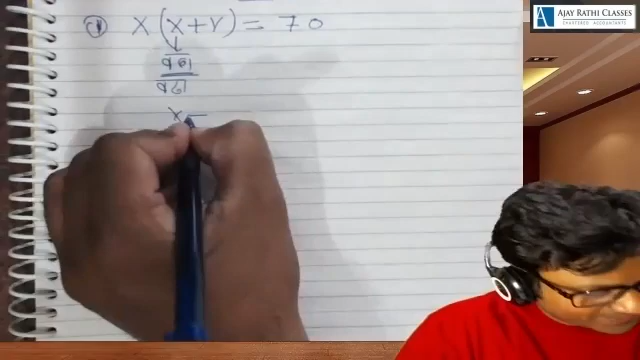 ① X (X+Y) = 70
X
AJAY RATHI CLASSES
CHARTERED ACCOUNTANTS